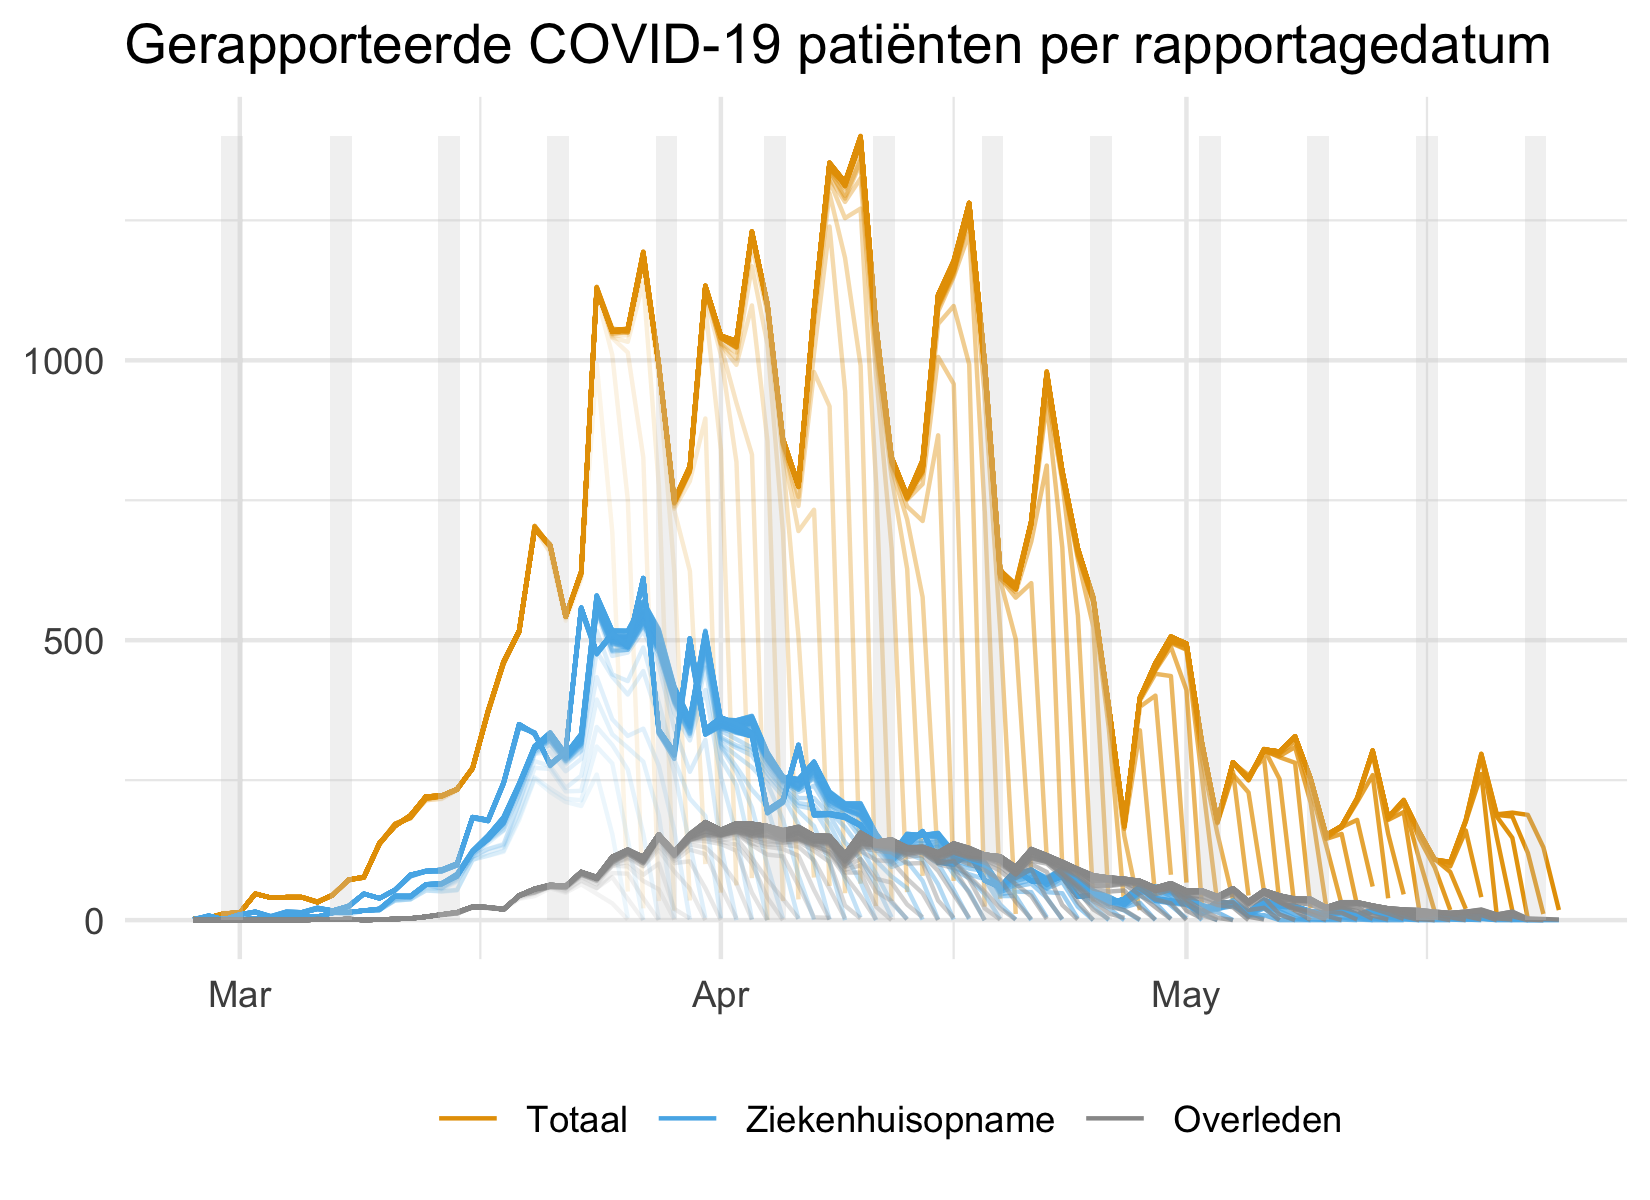 Gerapporteerde COVID-19 patiënten per rapportagedatum
1000
500
0
Mar Apr May
Totaal Ziekenhuisopname Overleden